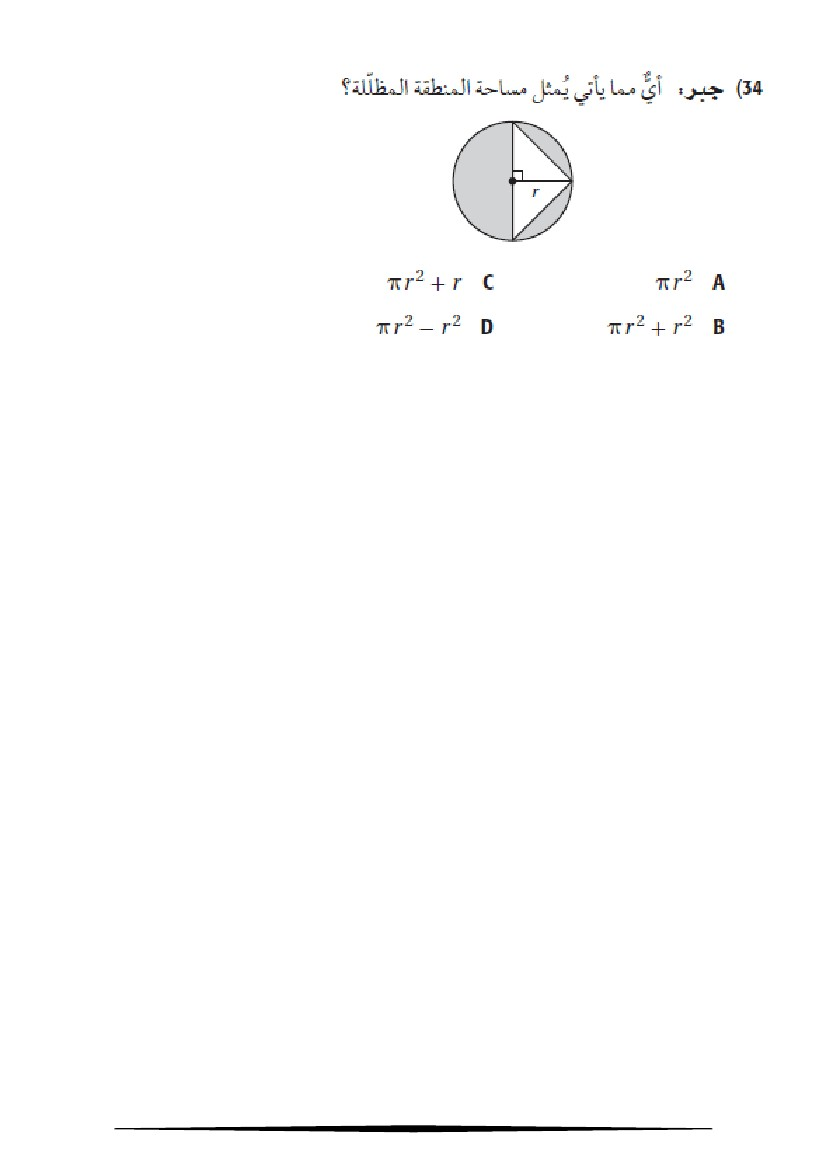 34) جبر: أيٌّ مما يأتي يُمثل مساحة المنطقة المظلّلة؟
r
πr² A
πr² + r C
πr² + r² B
πr² − r² D